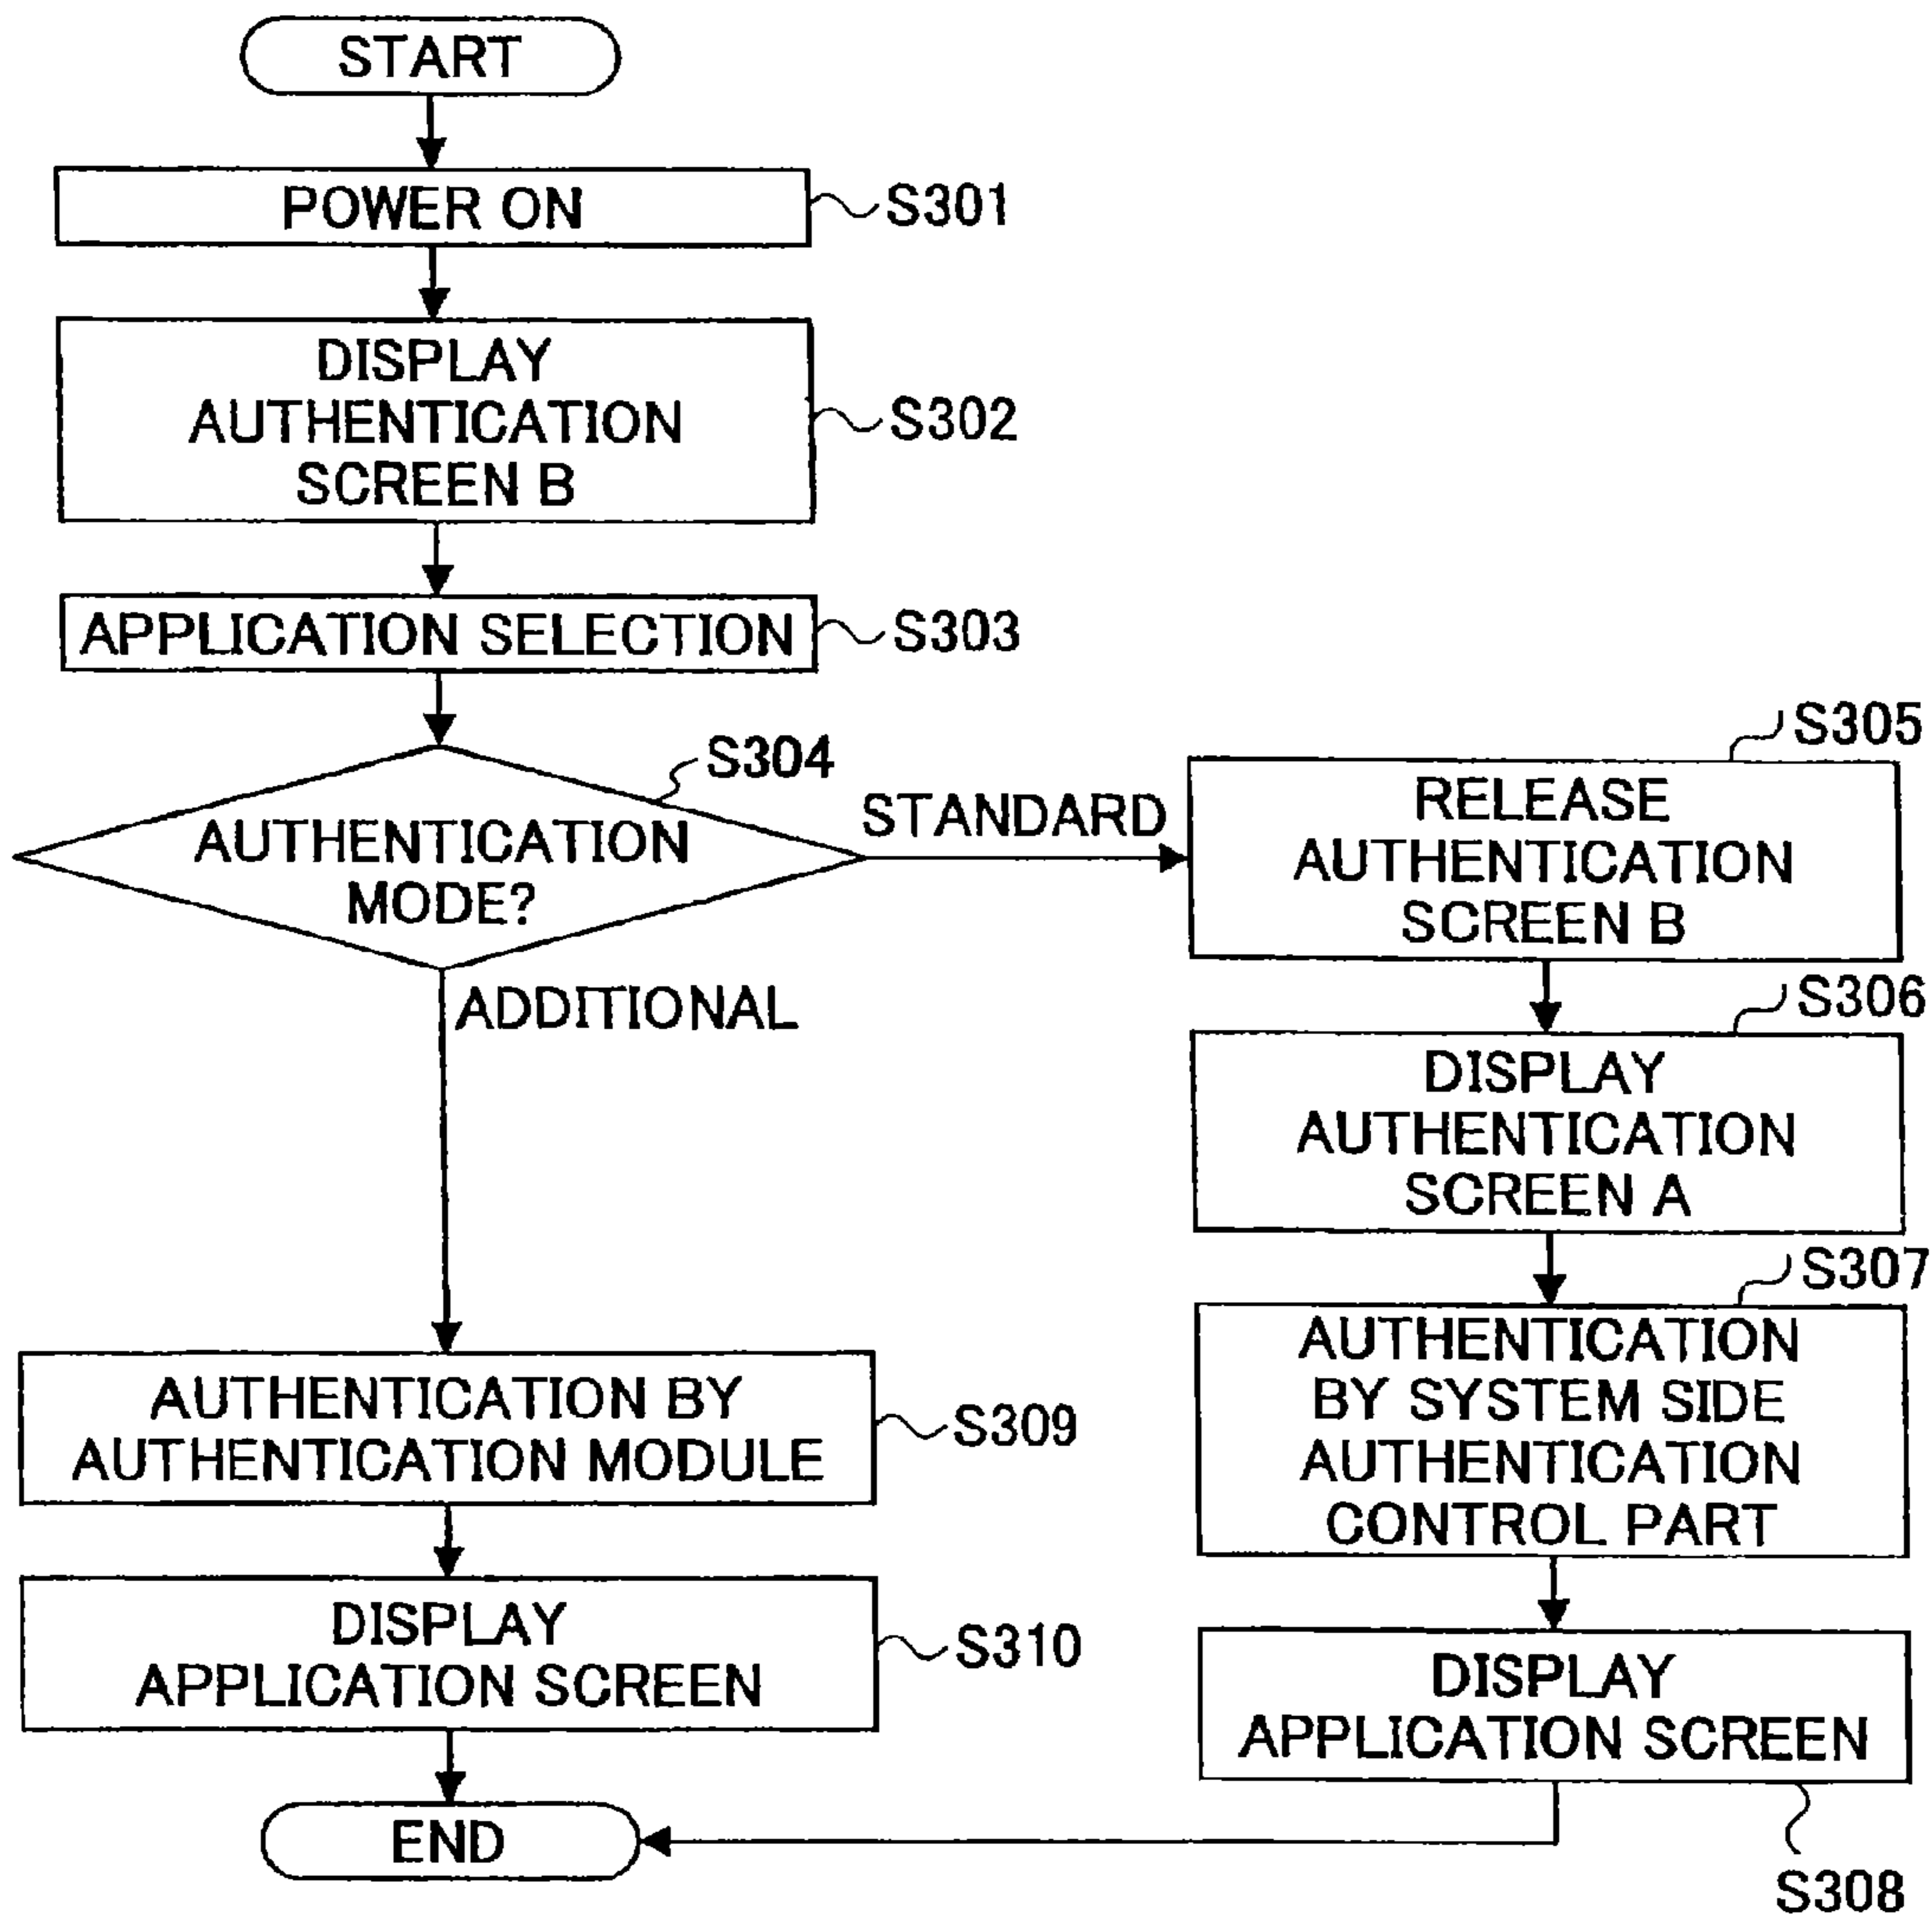 START
POWER ON
S301
DISPLAY
AUTHENTICATION
SCREEN B
S302
APPLICATION SELECTION
S303
S304
AUTHENTICATION
MODE?
STANDARD
ADDITIONAL
S305
RELEASE
AUTHENTICATION
SCREEN B
S306
DISPLAY
AUTHENTICATION
SCREEN A
S307
AUTHENTICATION
BY SYSTEM SIDE
AUTHENTICATION
CONTROL PART
DISPLAY
APPLICATION SCREEN
S308
AUTHENTICATION BY
AUTHENTICATION MODULE
S309
DISPLAY
APPLICATION SCREEN
S310
END